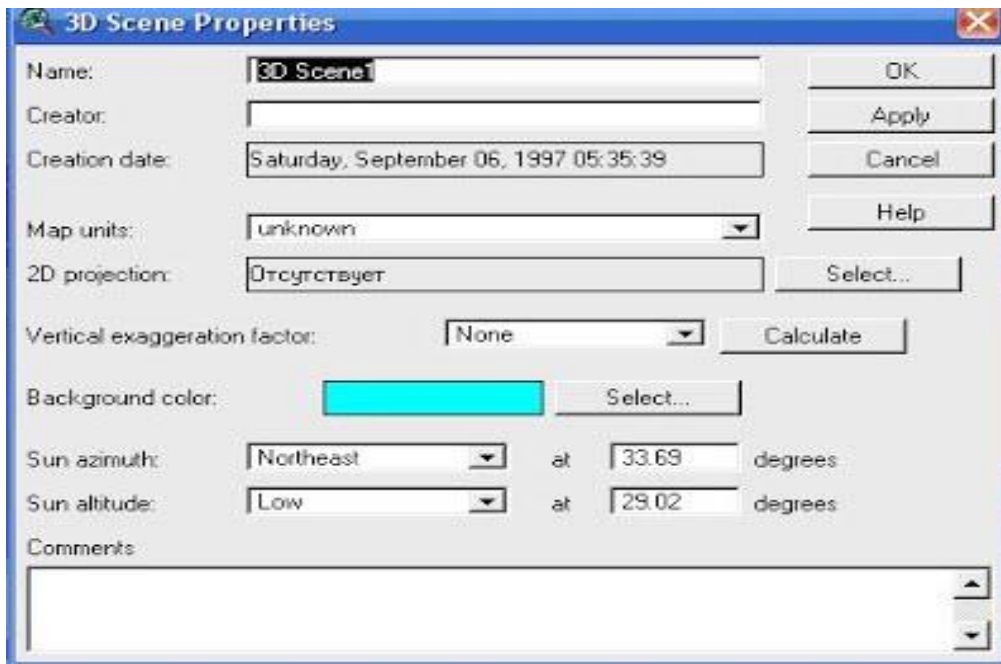 3D Scene Properties
Name: 3D Scene1 OK
Creator: Apply
Creation date: Saturday, September 06, 1997 05:35:39 Cancel
Help
Map units: unknown
2D projection: Отсутствует Select...
Vertical exaggeration factor: None Calculate
Background color: Select...
Sun azimuth: Northeast at 33.69 degrees
Sun altitude: Low at 29.02 degrees
Comments